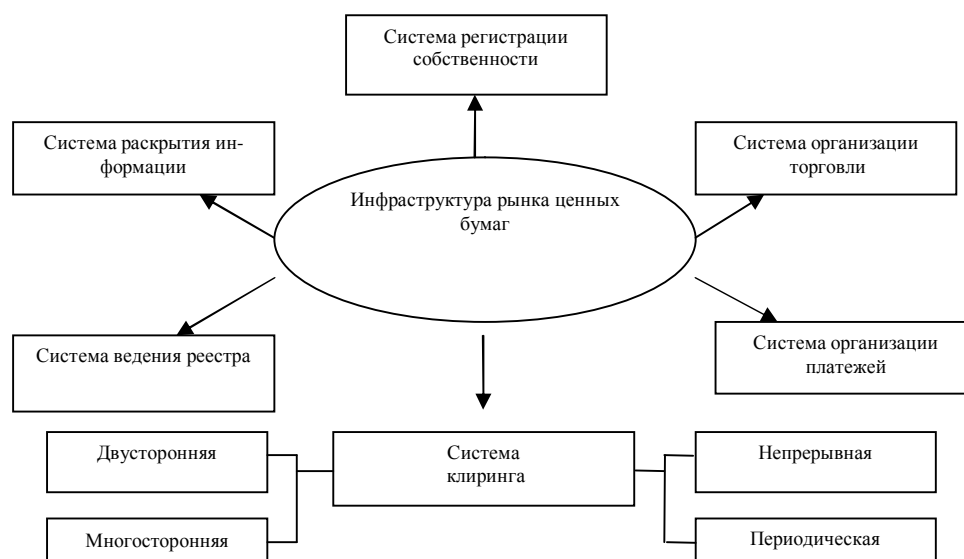 Система регистрации
собственности
Система раскрытия ин-
формации
Система организации
торговли
Инфраструктура рынка ценных
бумаг
Система ведения реестра
Система организации
платежей
Двусторонняя
Система
клиринга
Непрерывная
Многосторонняя
Периодическая